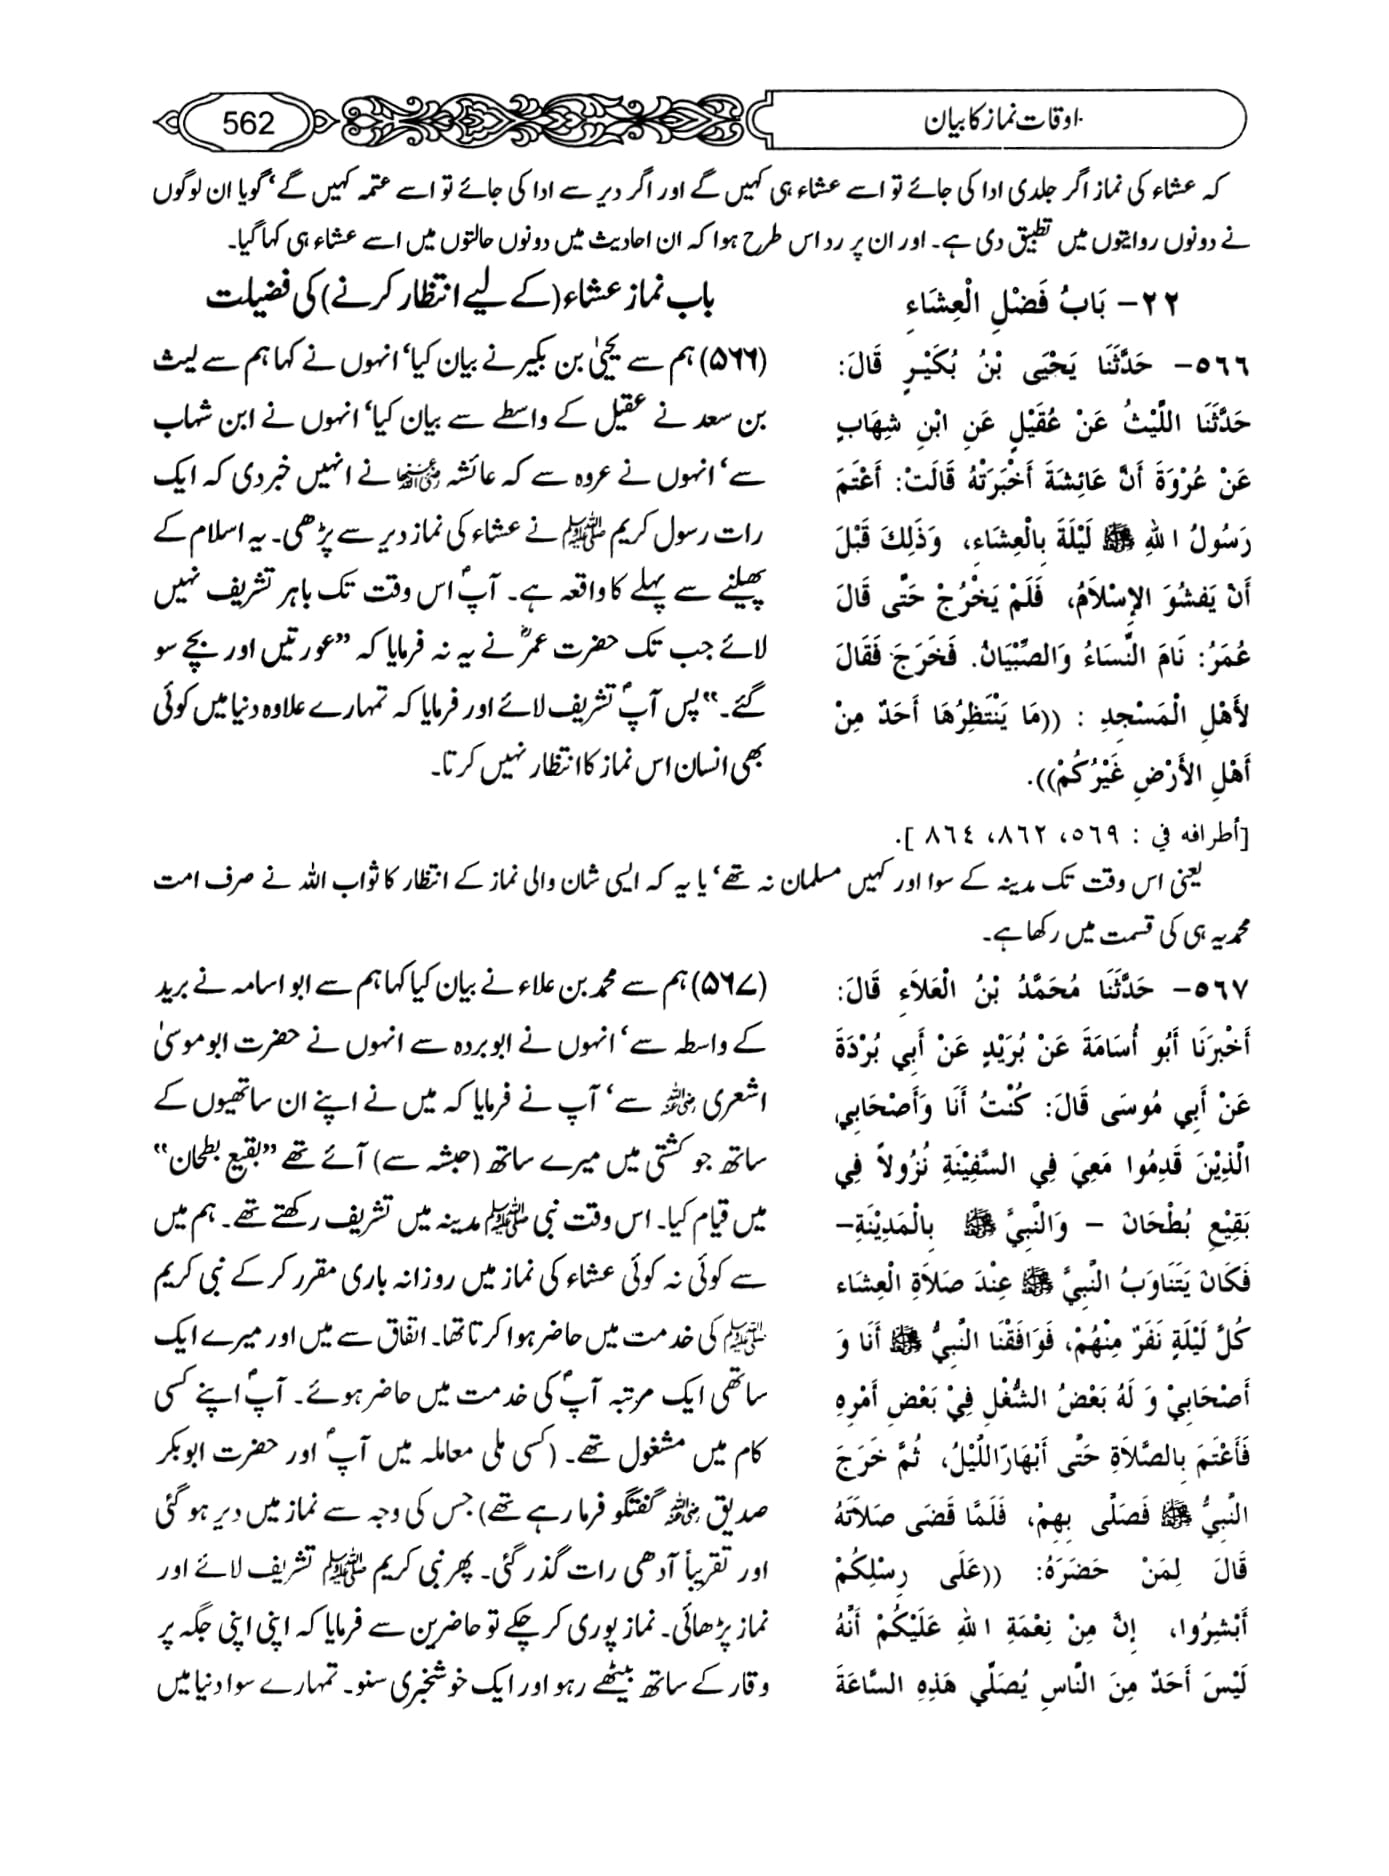 اوقات نماز کا بیان
562
کہ عشاء کی نماز اگر جلدی ادا کی جائے تو اسے عشاء ہی کہیں گے اور اگر دیر سے ادا کی جائے تو اسے عتمہ کہیں گے‘ گویا ان لوگوں
نے دونوں روایتوں میں تطبیق دی ہے۔ اور ان پر رد اس طرح ہوا کہ ان احادیث میں دونوں حالتوں میں اسے عشاء ہی کہا گیا۔
٢٢- بَابُ فَضْلِ الْعِشَاءِ
٥٦٦- حَدَّثَنَا يَحْيَى بْنُ بُكَيْرٍ قَالَ:
حَدَّثَنَا اللَّيْثُ عَنْ عُقَيْلٍ عَنِ ابْنِ شِهَابٍ
عَنْ عُرْوَةَ أَنَّ عَائِشَةَ أَخْبَرَتْهُ قَالَتْ: أَعْتَمَ
رَسُولُ اللهِ ﷺ لَيْلَةً بِالْعِشَاءِ، وَذَلِكَ قَبْلَ
أَنْ يَفْشُوَ الإِسْلاَمُ، فَلَمْ يَخْرُجْ حَتَّى قَالَ
عُمَرُ: نَامَ النِّسَاءُ وَالصِّبْيَانُ. فَخَرَجَ فَقَالَ
لأَهْلِ الْمَسْجِدِ : ((مَا يَنْتَظِرُهَا أَحَدٌ مِنْ
أَهْلِ الأَرْضِ غَيْرُكُمْ)).
[أطرافه في : ٥٦٩، ٨٦٢، ٨٦٤ ].
باب نماز عشاء (کے لیے انتظار کرنے) کی فضیلت
(۵۶۶) ہم سے یحییٰ بن بکیر نے بیان کیا‘ انہوں نے کہا ہم سے لیث
بن سعد نے عقیل کے واسطے سے بیان کیا‘ انہوں نے ابن شہاب
سے‘ انہوں نے عروہ سے کہ عائشہ رضی اللہ عنہا نے انہیں خبر دی کہ ایک
رات رسول کریم ﷺ نے عشاء کی نماز دیر سے پڑھی۔ یہ اسلام کے
پھیلنے سے پہلے کا واقعہ ہے۔ آپؐ اس وقت تک باہر تشریف نہیں
لائے جب تک حضرت عمرؓ نے یہ نہ فرمایا کہ ”عورتیں اور بچے سو
گئے۔“ پس آپؐ تشریف لائے اور فرمایا کہ تمہارے علاوہ دنیا میں کوئی
بھی انسان اس نماز کا انتظار نہیں کرتا۔
یعنی اس وقت تک مدینہ کے سوا اور کہیں مسلمان نہ تھے‘ یا یہ کہ ایسی شان والی نماز کے انتظار کا ثواب اللہ نے صرف امت
محمدیہ ہی کی قسمت میں رکھا ہے۔
٥٦٧- حَدَّثَنَا مُحَمَّدُ بْنُ الْعَلاَءِ قَالَ:
أَخْبَرَنَا أَبُو أُسَامَةَ عَنْ بُرَيْدٍ عَنْ أَبِي بُرْدَةَ
عَنْ أَبِي مُوسَى قَالَ: كُنْتُ أَنَا وَأَصْحَابِي
الَّذِيْنَ قَدِمُوا مَعِيَ فِي السَّفِيْنَةِ نُزُولاً فِي
بَقِيْعِ بُطْحَانَ – وَالنَّبِيُّ ﷺ بِالْمَدِيْنَةِ–
فَكَانَ يَتَنَاوَبُ النَّبِيَّ ﷺ عِنْدَ صَلاَةِ الْعِشَاءِ
كُلَّ لَيْلَةٍ نَفَرٌ مِنْهُمْ، فَوَافَقْنَا النَّبِيَّ ﷺ أَنَا وَ
أَصْحَابِيْ وَ لَهُ بَعْضُ الشُّغْلِ فِيْ بَعْضِ أَمْرِهِ
فَأَعْتَمَ بِالصَّلاَةِ حَتَّى أَبْهَارَّ اللَّيْلُ، ثُمَّ خَرَجَ
النَّبِيُّ ﷺ فَصَلَّى بِهِمْ، فَلَمَّا قَضَى صَلاَتَهُ
قَالَ لِمَنْ حَضَرَهُ: ((عَلَى رِسْلِكُمْ
أَبْشِرُوا، إِنَّ مِنْ نِعْمَةِ اللهِ عَلَيْكُمْ أَنَّهُ
لَيْسَ أَحَدٌ مِنَ النَّاسِ يُصَلِّي هَذِهِ السَّاعَةَ
(۵۶۷) ہم سے محمد بن علاء نے بیان کیا کہا ہم سے ابو اسامہ نے برید
کے واسطہ سے‘ انہوں نے ابو بردہ سے انہوں نے حضرت ابو موسیٰ
اشعری رضی اللہ عنہ سے‘ آپ نے فرمایا کہ میں نے اپنے ان ساتھیوں کے
ساتھ جو کشتی میں میرے ساتھ (حبشہ سے) آئے تھے ”بقیع بطحان“
میں قیام کیا۔ اس وقت نبی ﷺ مدینہ میں تشریف رکھتے تھے۔ ہم میں
سے کوئی نہ کوئی عشاء کی نماز میں روزانہ باری مقرر کر کے نبی کریم
ﷺ کی خدمت میں حاضر ہوا کرتا تھا۔ اتفاق سے میں اور میرے ایک
ساتھی ایک مرتبہ آپؐ کی خدمت میں حاضر ہوئے۔ آپؐ اپنے کسی
کام میں مشغول تھے۔ (کسی ملی معاملہ میں آپؐ اور حضرت ابو بکر
صدیق رضی اللہ عنہ گفتگو فرما رہے تھے) جس کی وجہ سے نماز میں دیر ہو گئی
اور تقریباً آدھی رات گذر گئی۔ پھر نبی کریم ﷺ تشریف لائے اور
نماز پڑھائی۔ نماز پوری کر چکے تو حاضرین سے فرمایا کہ اپنی اپنی جگہ پر
وقار کے ساتھ بیٹھے رہو اور ایک خوشخبری سنو۔ تمہارے سوا دنیا میں